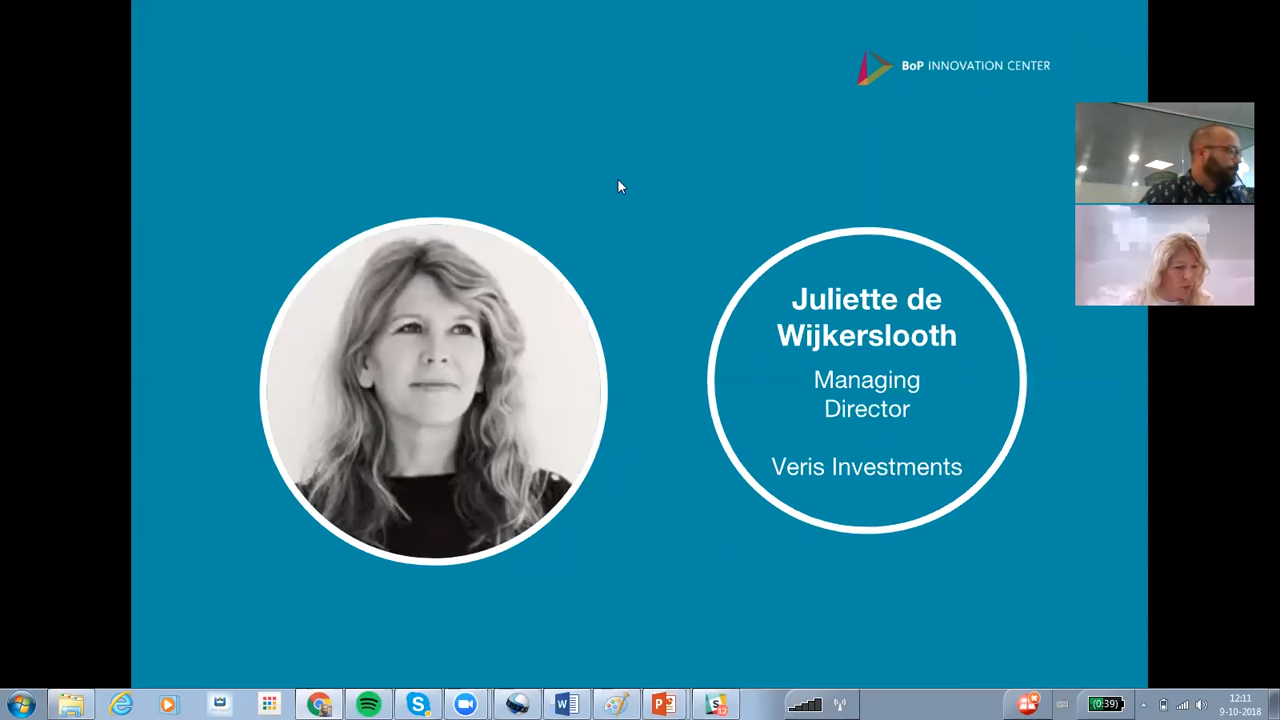 BoP INNOVATION CENTER
Juliette de
Wijkerslooth
Managing
Director
Veris Investments
(0:39)
12:11
9-10-2018